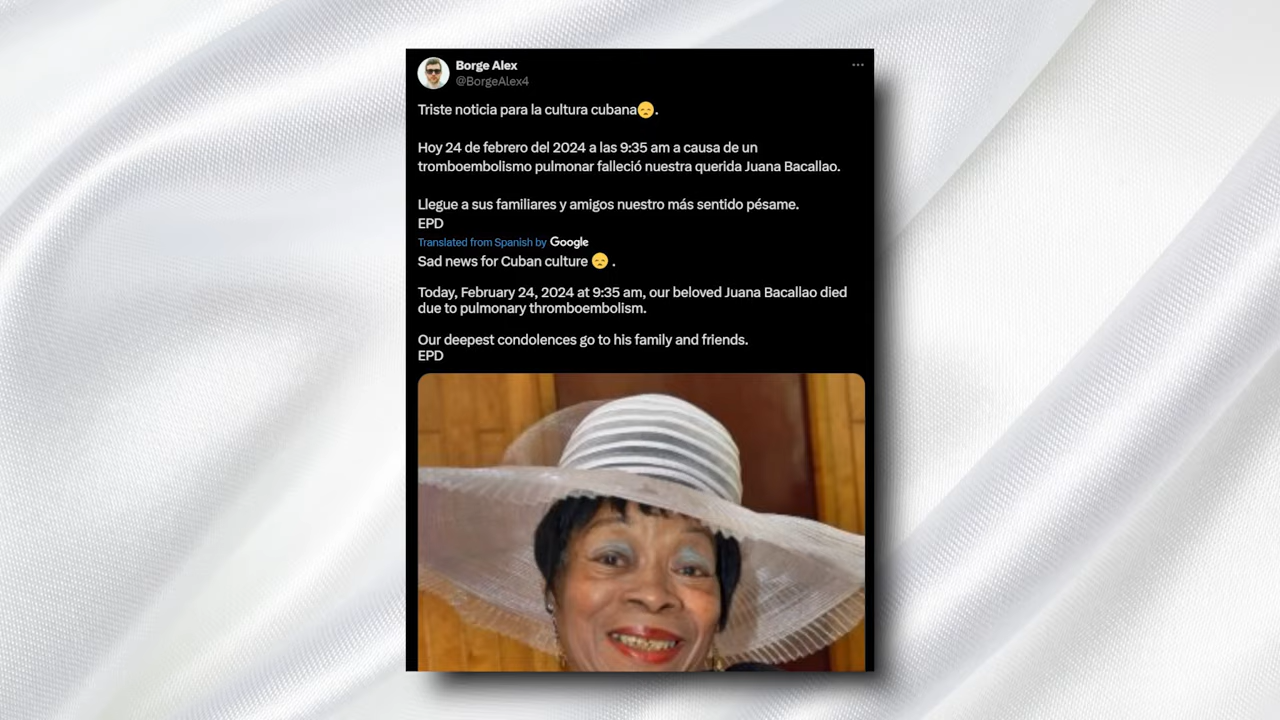 Borge Alex
@BorgeAlex4
Triste noticia para la cultura cubana😞.
Hoy 24 de febrero del 2024 a las 9:35 am a causa de un
tromboembolismo pulmonar falleció nuestra querida Juana Bacallao.
Llegue a sus familiares y amigos nuestro más sentido pésame.
EPD
Translated from Spanish by Google
Sad news for Cuban culture 😞 .
Today, February 24, 2024 at 9:35 am, our beloved Juana Bacallao died
due to pulmonary thromboembolism.
Our deepest condolences go to his family and friends.
EPD